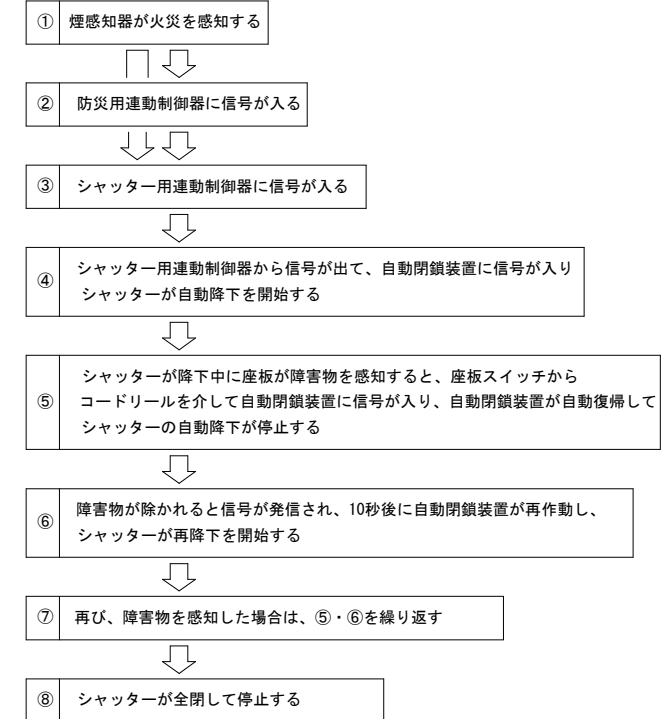 ① 煙感知器が火災を感知する
② 防災用連動制御器に信号が入る
③ シャッター用連動制御器に信号が入る
④ シャッター用連動制御器から信号が出て、自動閉鎖装置に信号が入り
シャッターが自動降下を開始する
⑤ シャッターが降下中に座板が障害物を感知すると、座板スイッチから
コードリールを介して自動閉鎖装置に信号が入り、自動閉鎖装置が自動復帰して
シャッターの自動降下が停止する
⑥ 障害物が除かれると信号が発信され、10秒後に自動閉鎖装置が再作動し、
シャッターが再降下を開始する
⑦ 再び、障害物を感知した場合は、⑤・⑥を繰り返す
⑧ シャッターが全閉して停止する